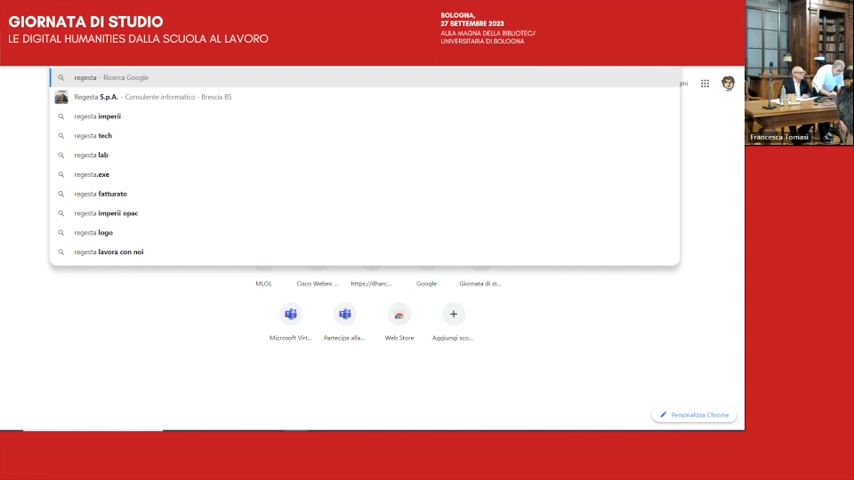 GIORNATA DI STUDIO
LE DIGITAL HUMANITIES DALLA SCUOLA AL LAVORO
BOLOGNA,
27 SETTEMBRE 2023
AULA MAGNA DELLA BIBLIOTECA
UNIVERSITARIA DI BOLOGNA
regesta - Ricerca Google
Regesta S.p.A. - Consulente informatico - Brescia BS
regesta imperii
regesta tech
regesta lab
regesta.exe
regesta fatturato
regesta imperii opac
regesta logo
regesta lavora con noi
MLOL
Cisco Webex ...
https://dharc...
Google
Giornata di st...
Microsoft Virt...
Partecipa alla...
Web Store
Aggiungi sco...
Personalizza Chrome
Francesca Tomasi